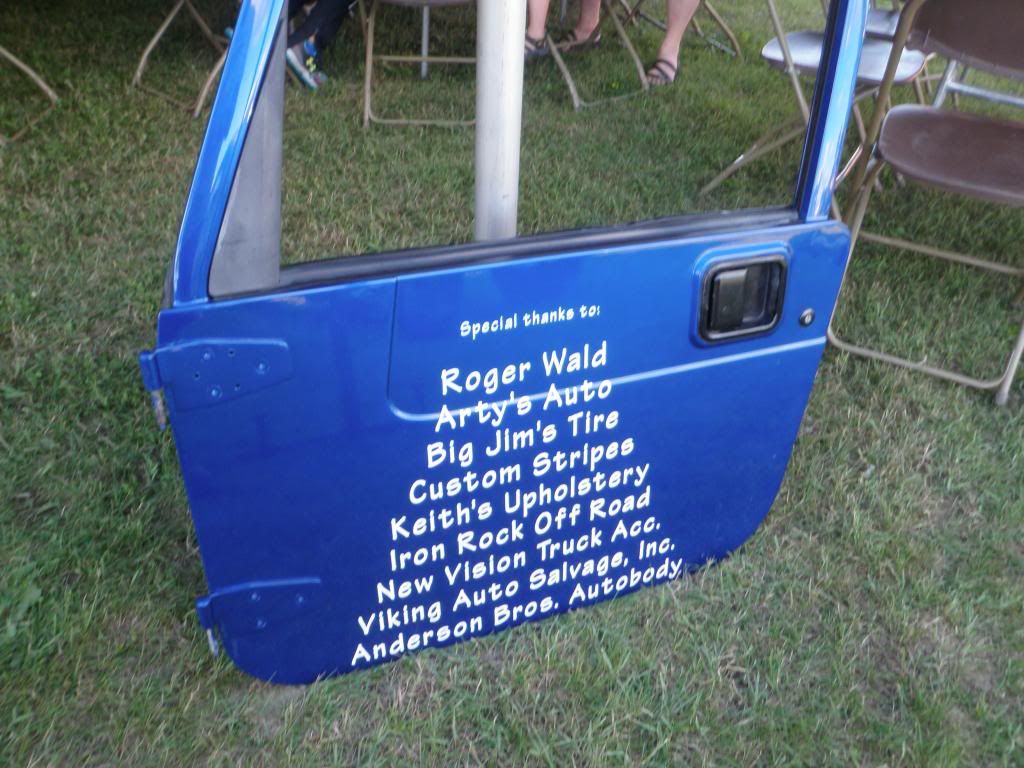 Special thanks to:
Roger Wald
Arty's Auto
Big Jim's Tire
Custom Stripes
Keith's Upholstery
Iron Rock Off Road
New Vision Truck Acc.
Viking Auto Salvage, Inc.
Anderson Bros. Autobody